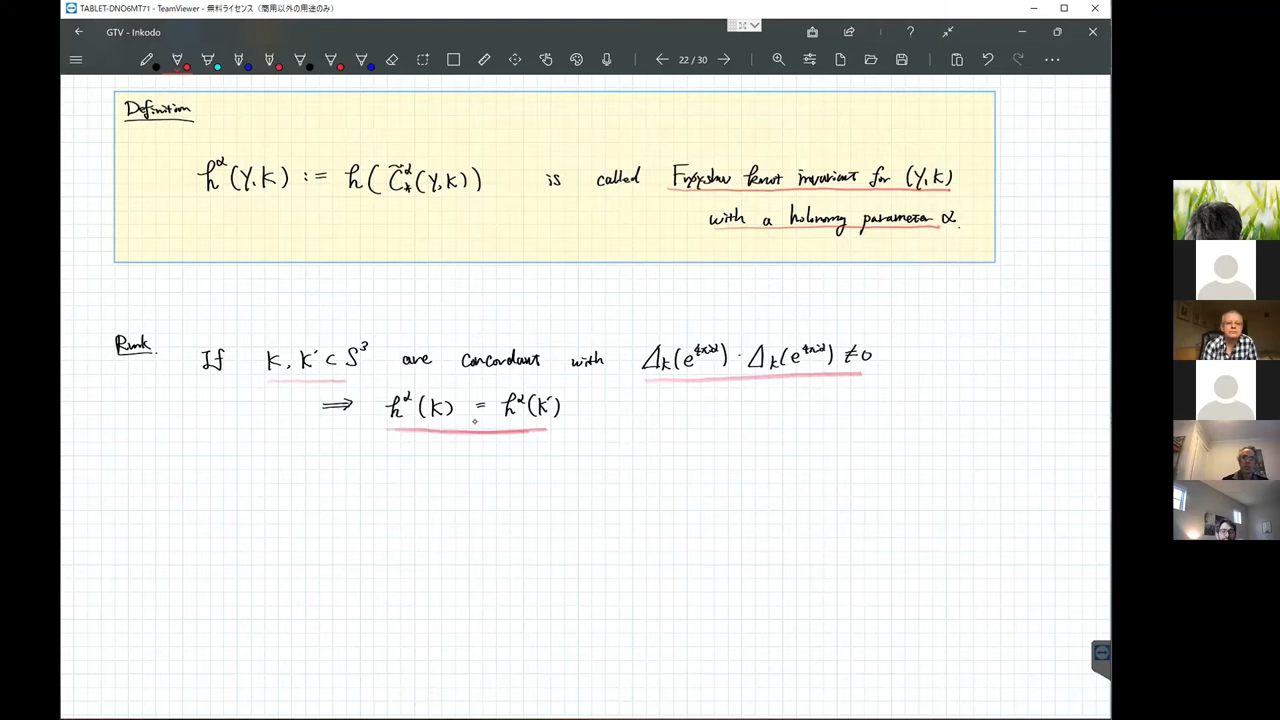 TABLET-DNO6MT71 - TeamViewer - 無料ライセンス (商用以外の用途のみ)
GTV - Inkodo
22 / 30
Definition
h^α(Y,K) := h(C̃^α_*(Y,K)) is called Frøyshov knot invariant for (Y,K)
with a holonomy parameter α.
Rmk.
If K, K' ⊂ S³ are concordant with Δ_K(e^{4πiα}) · Δ_K(e^{4πiα}) ≠ 0
⟹ h^α(K) = h^α(K')